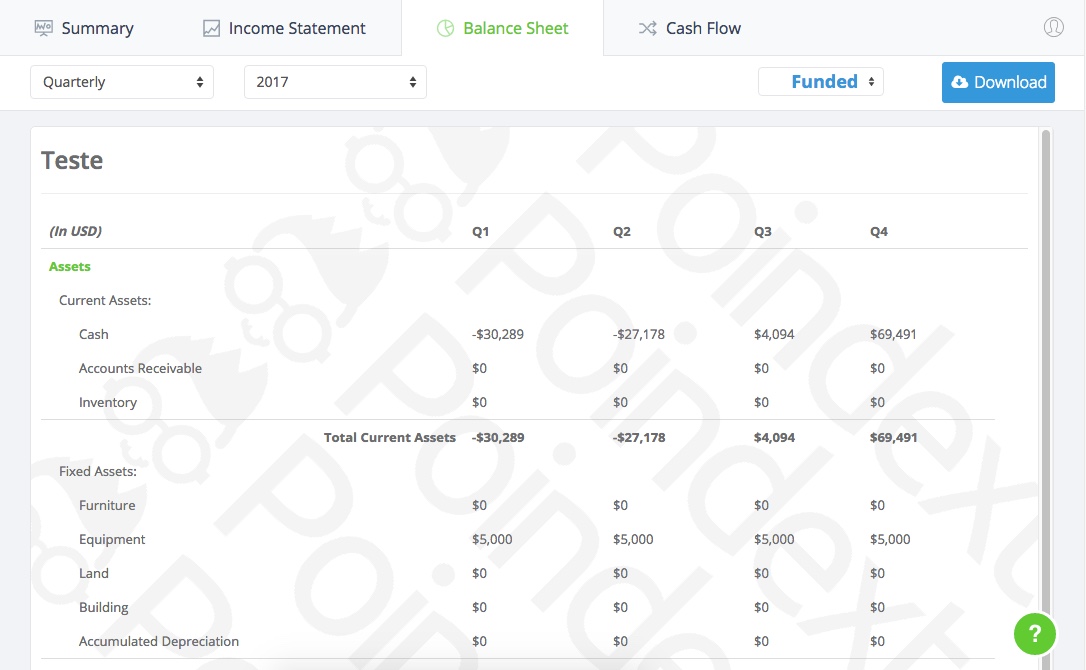 Summary Income Statement Balance Sheet Cash Flow
Quarterly 2017 Funded Download
Teste
(In USD) Q1 Q2 Q3 Q4
Assets
Current Assets:
Cash -$30,289 -$27,178 $4,094 $69,491
Accounts Receivable $0 $0 $0 $0
Inventory $0 $0 $0 $0
Total Current Assets -$30,289 -$27,178 $4,094 $69,491
Fixed Assets:
Furniture $0 $0 $0 $0
Equipment $5,000 $5,000 $5,000 $5,000
Land $0 $0 $0 $0
Building $0 $0 $0 $0
Accumulated Depreciation $0 $0 $0 $0
?
Poindext
Poindext
Poinde
Poin